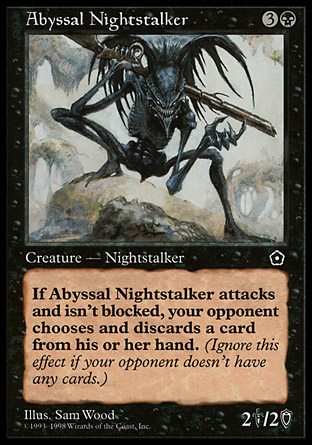 Abyssal Nightstalker 3
Creature — Nightstalker
If Abyssal Nightstalker attacks
and isn't blocked, your opponent
chooses and discards a card
from his or her hand. (Ignore this
effect if your opponent doesn't have
any cards.)
Illus. Sam Wood
©1993-1998 Wizards of the Coast, Inc.
2/2